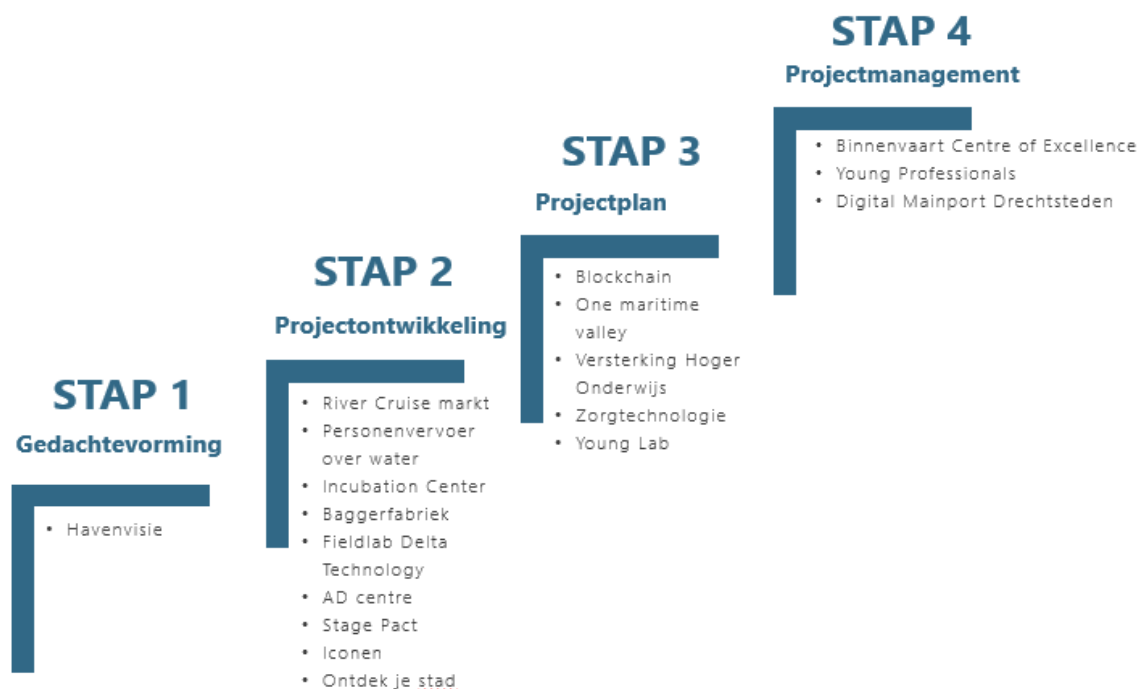 STAP 1
Gedachtevorming
• Havenvisie
STAP 2
Projectontwikkeling
• River Cruise markt
• Personenvervoer
over water
• Incubation Center
• Baggerfabriek
• Fieldlab Delta
Technology
• AD centre
• Stage Pact
• Iconen
• Ontdek je stad
STAP 3
Projectplan
• Blockchain
• One maritime
valley
• Versterking Hoger
Onderwijs
• Zorgtechnologie
• Young Lab
STAP 4
Projectmanagement
• Binnenvaart Centre of Excellence
• Young Professionals
• Digital Mainport Drechtsteden